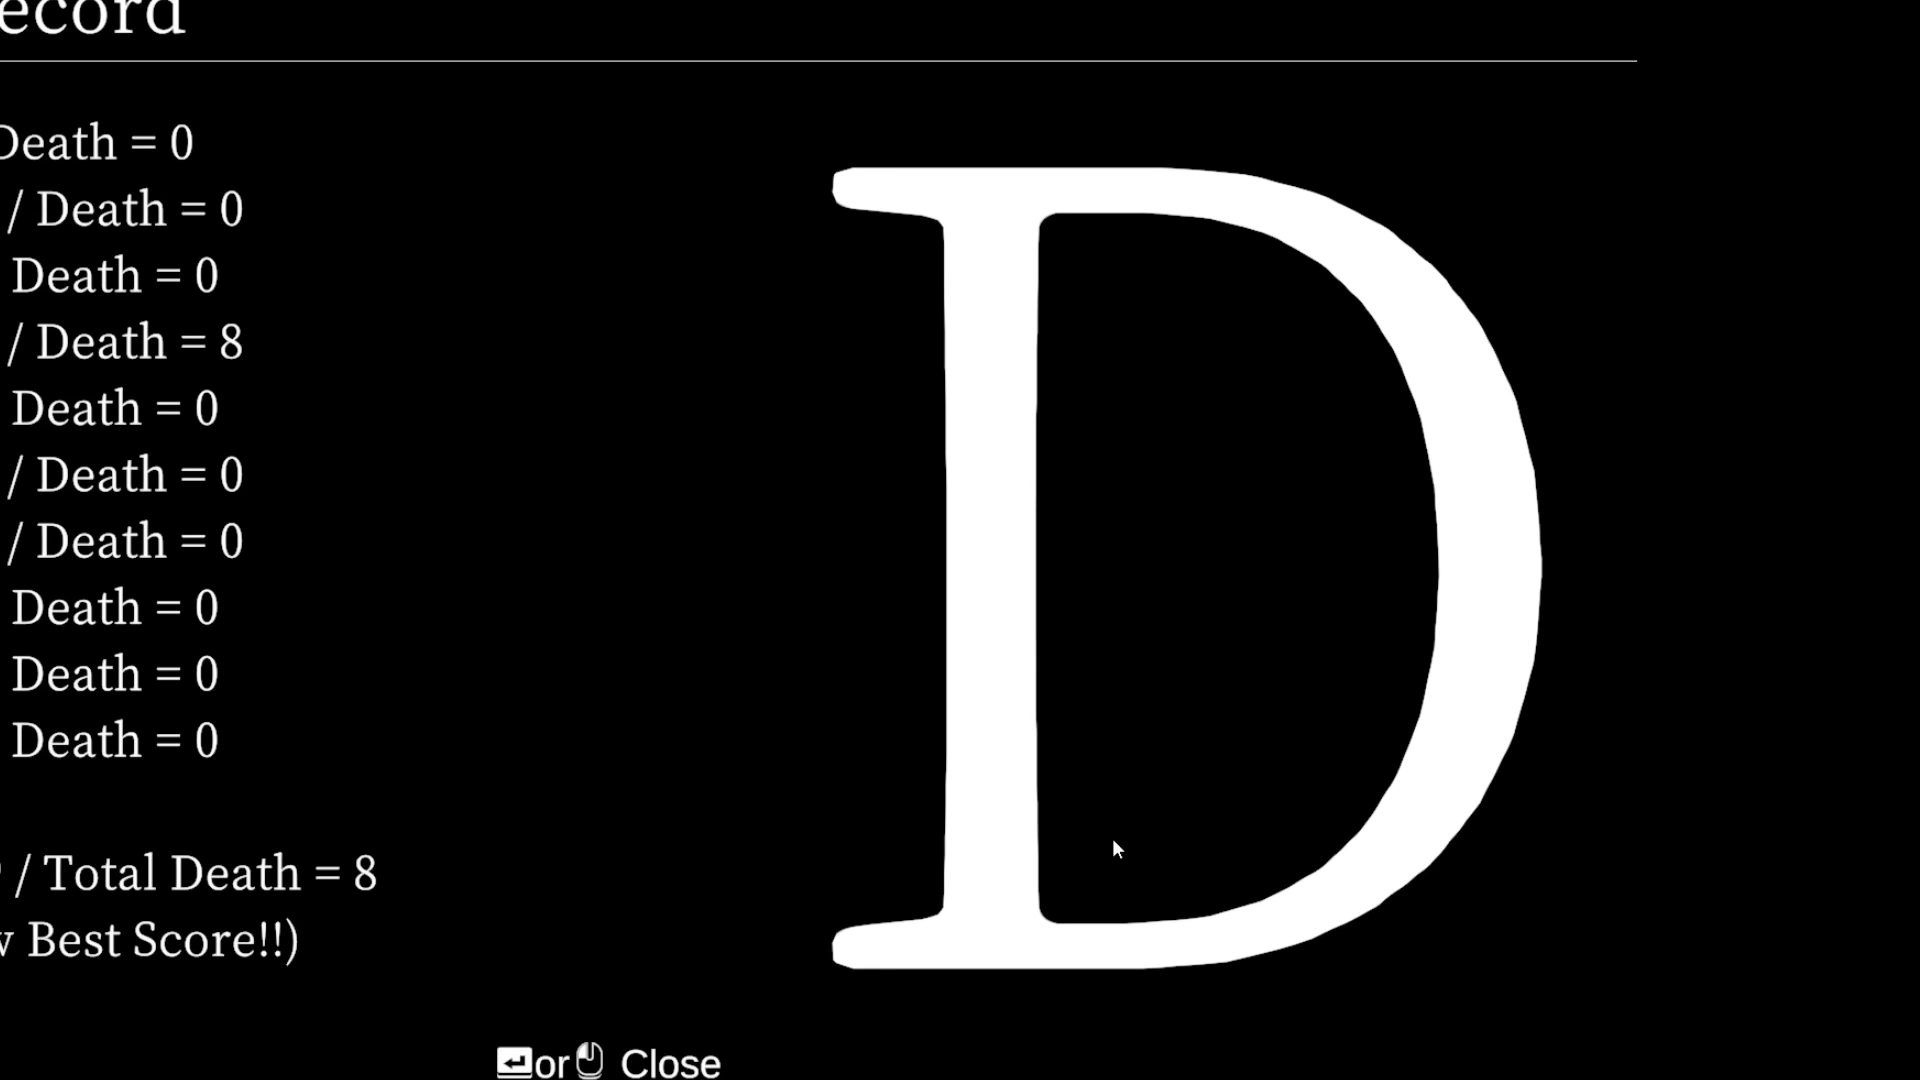 ecord
Death = 0
/ Death = 0
Death = 0
/ Death = 8
Death = 0
/ Death = 0
/ Death = 0
Death = 0
Death = 0
Death = 0
/ Total Death = 8
Best Score!!)
D
or Close